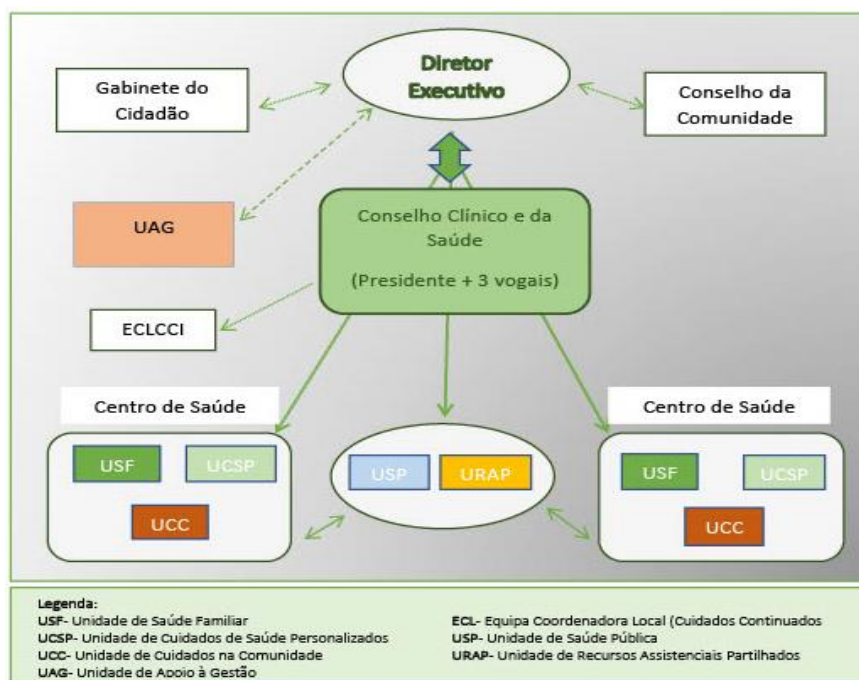 Diretor
Executivo
Gabinete do
Cidadão
Conselho da
Comunidade
UAG
Conselho Clínico e da
Saúde
(Presidente + 3 vogais)
ECLCCI
Centro de Saúde
Centro de Saúde
USF
UCSP
UCC
USP
URAP
USF
UCSP
UCC
Legenda:
USF- Unidade de Saúde Familiar
UCSP- Unidade de Cuidados de Saúde Personalizados
UCC- Unidade de Cuidados na Comunidade
UAG- Unidade de Apoio à Gestão
ECL- Equipa Coordenadora Local (Cuidados Continuados
USP- Unidade de Saúde Pública
URAP- Unidade de Recursos Assistenciais Partilhados